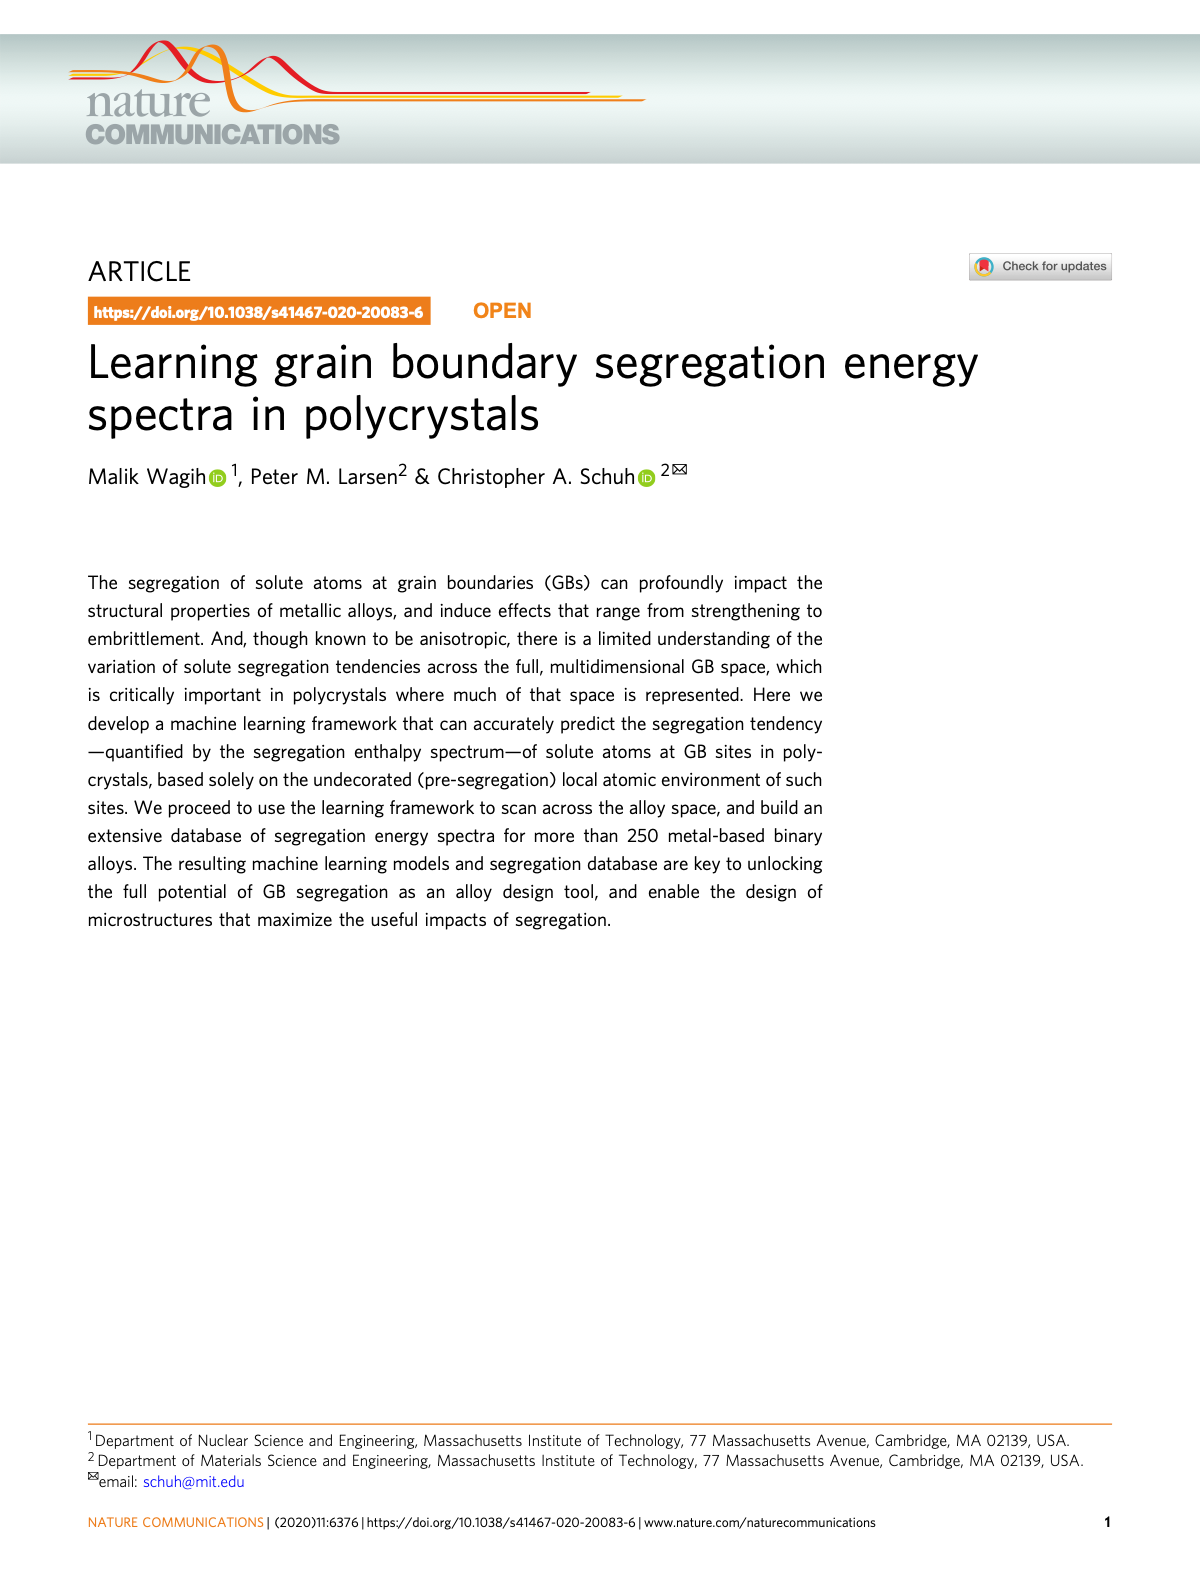 nature
COMMUNICATIONS
ARTICLE
Check for updates
https://doi.org/10.1038/s41467-020-20083-6
OPEN
Learning grain boundary segregation energy
spectra in polycrystals
Malik Wagih iD 1, Peter M. Larsen2 & Christopher A. Schuh iD 2✉
The segregation of solute atoms at grain boundaries (GBs) can profoundly impact the
structural properties of metallic alloys, and induce effects that range from strengthening to
embrittlement. And, though known to be anisotropic, there is a limited understanding of the
variation of solute segregation tendencies across the full, multidimensional GB space, which
is critically important in polycrystals where much of that space is represented. Here we
develop a machine learning framework that can accurately predict the segregation tendency
—quantified by the segregation enthalpy spectrum—of solute atoms at GB sites in poly-
crystals, based solely on the undecorated (pre-segregation) local atomic environment of such
sites. We proceed to use the learning framework to scan across the alloy space, and build an
extensive database of segregation energy spectra for more than 250 metal-based binary
alloys. The resulting machine learning models and segregation database are key to unlocking
the full potential of GB segregation as an alloy design tool, and enable the design of
microstructures that maximize the useful impacts of segregation.
1 Department of Nuclear Science and Engineering, Massachusetts Institute of Technology, 77 Massachusetts Avenue, Cambridge, MA 02139, USA.
2 Department of Materials Science and Engineering, Massachusetts Institute of Technology, 77 Massachusetts Avenue, Cambridge, MA 02139, USA.
✉email: schuh@mit.edu
NATURE COMMUNICATIONS | (2020)11:6376 | https://doi.org/10.1038/s41467-020-20083-6 | www.nature.com/naturecommunications
1